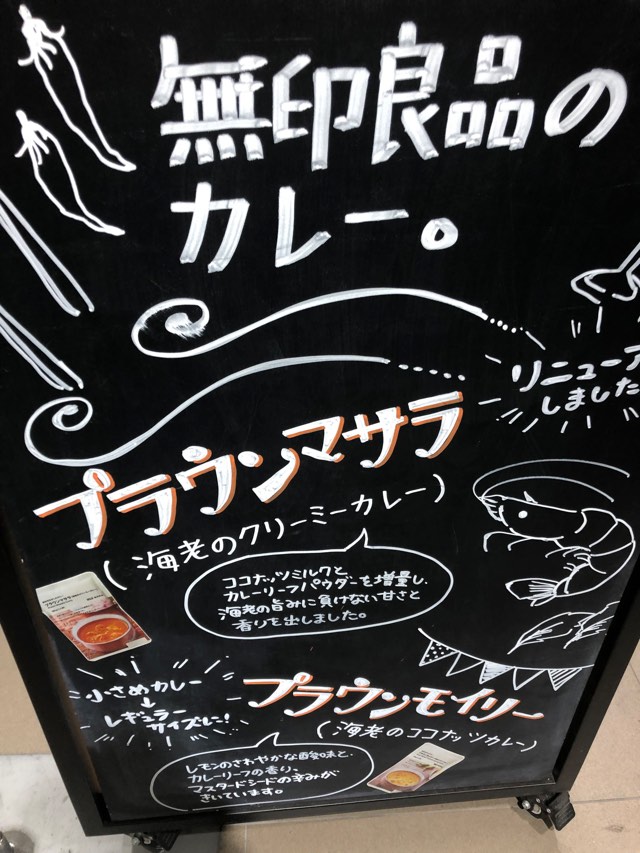 無印良品の
カレー。
リニューア
しました
プラウンマサラ
(海老のクリーミーカレー)
ココナッツミルクと、
カレーリーフパウダーを増量し、
海老の旨みに負けない甘さと
香りを出しました。
小さめカレー
↓
レギュラー
サイズに!
プラウンモイリー
(海老のココナッツカレー)
レモンのさわやかな酸味と、
カレーリーフの香り、
マスタードシードの辛みが
きいています。